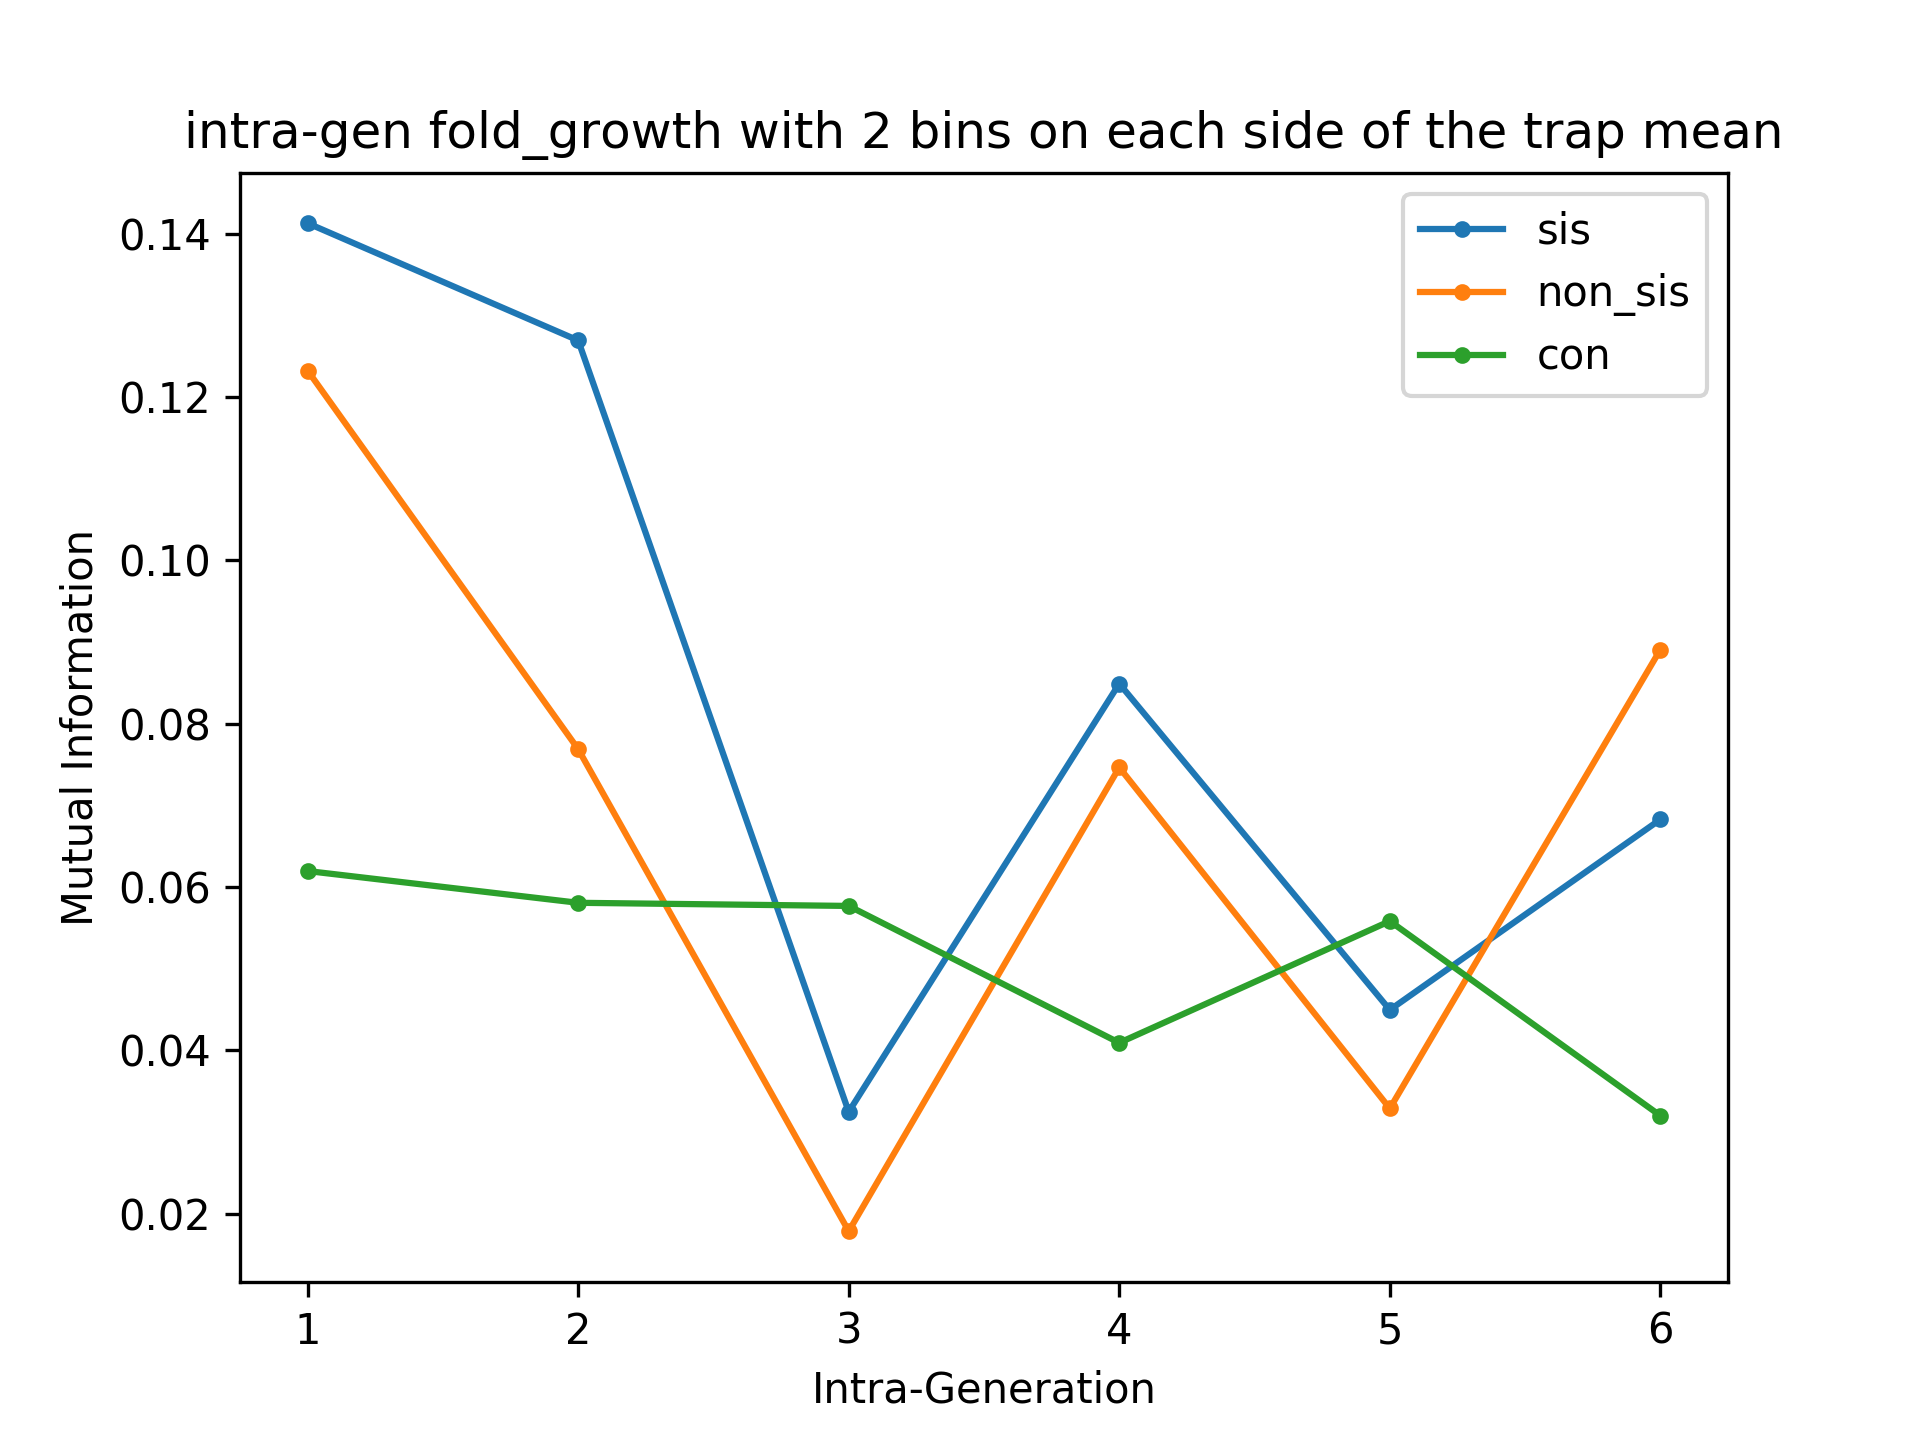 intra-gen fold_growth with 2 bins on each side of the trap mean
sis
non_sis
con
Mutual Information
0.14
0.12
0.10
0.08
0.06
0.04
0.02
1 2 3 4 5 6
Intra-Generation